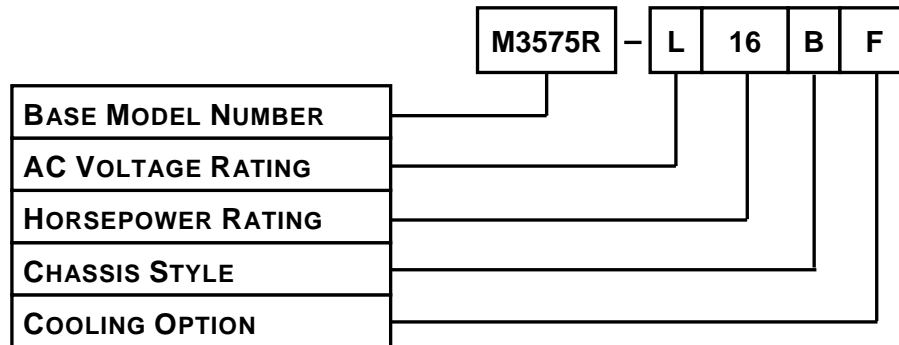 M3575R – L 16 B F
BASE MODEL NUMBER
AC VOLTAGE RATING
HORSEPOWER RATING
CHASSIS STYLE
COOLING OPTION